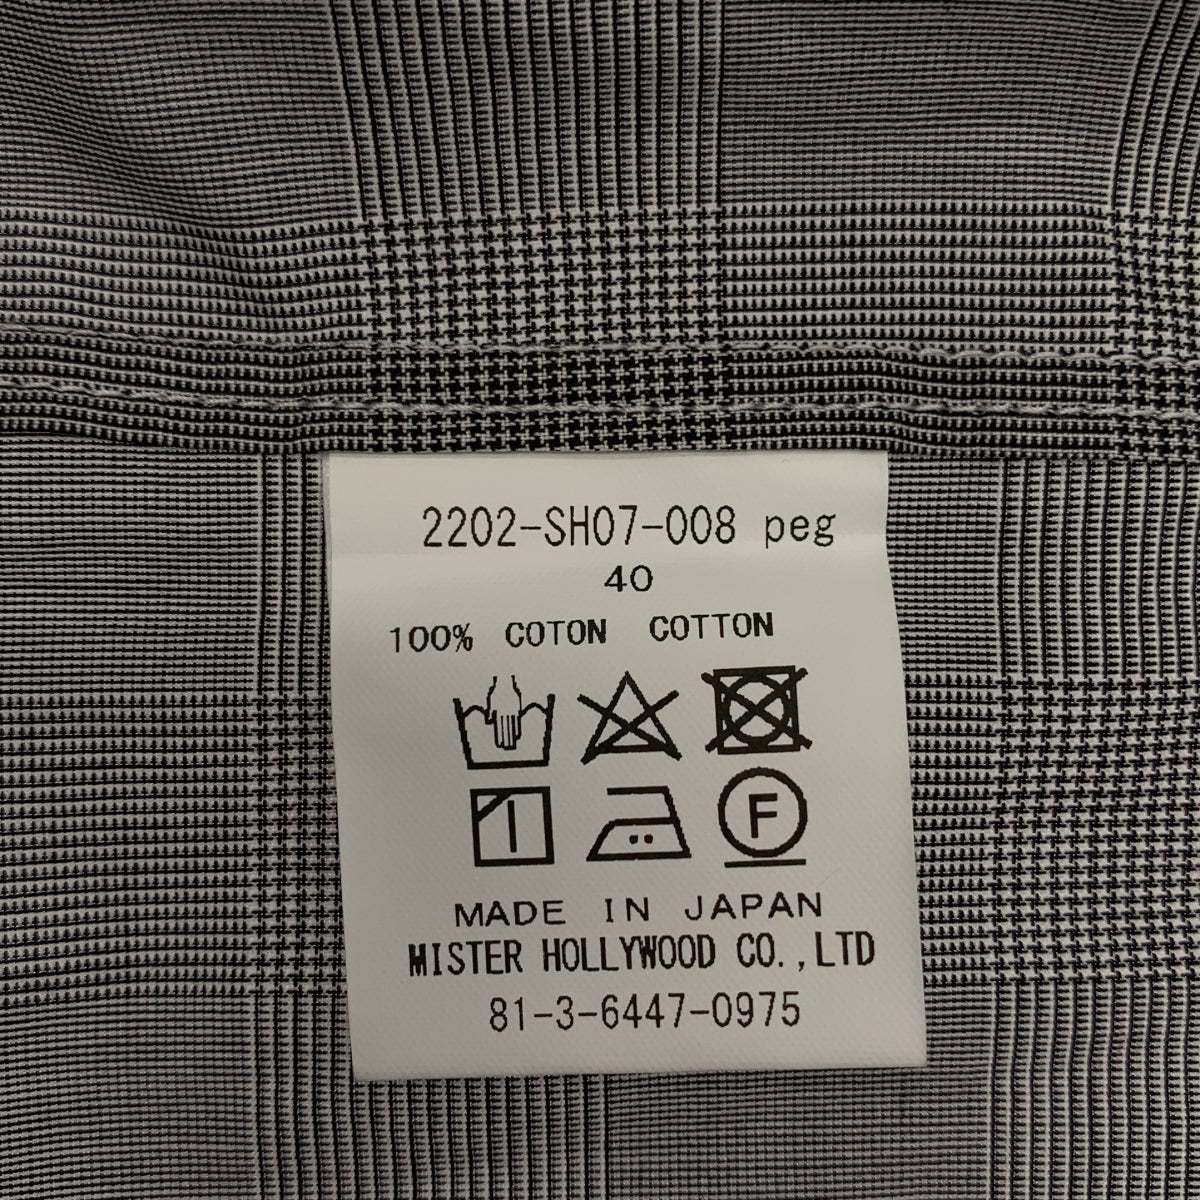 2202-SH07-008 peg
40
100% COTON COTTON
F
MADE IN JAPAN
MISTER HOLLYWOOD CO.,LTD
81-3-6447-0975